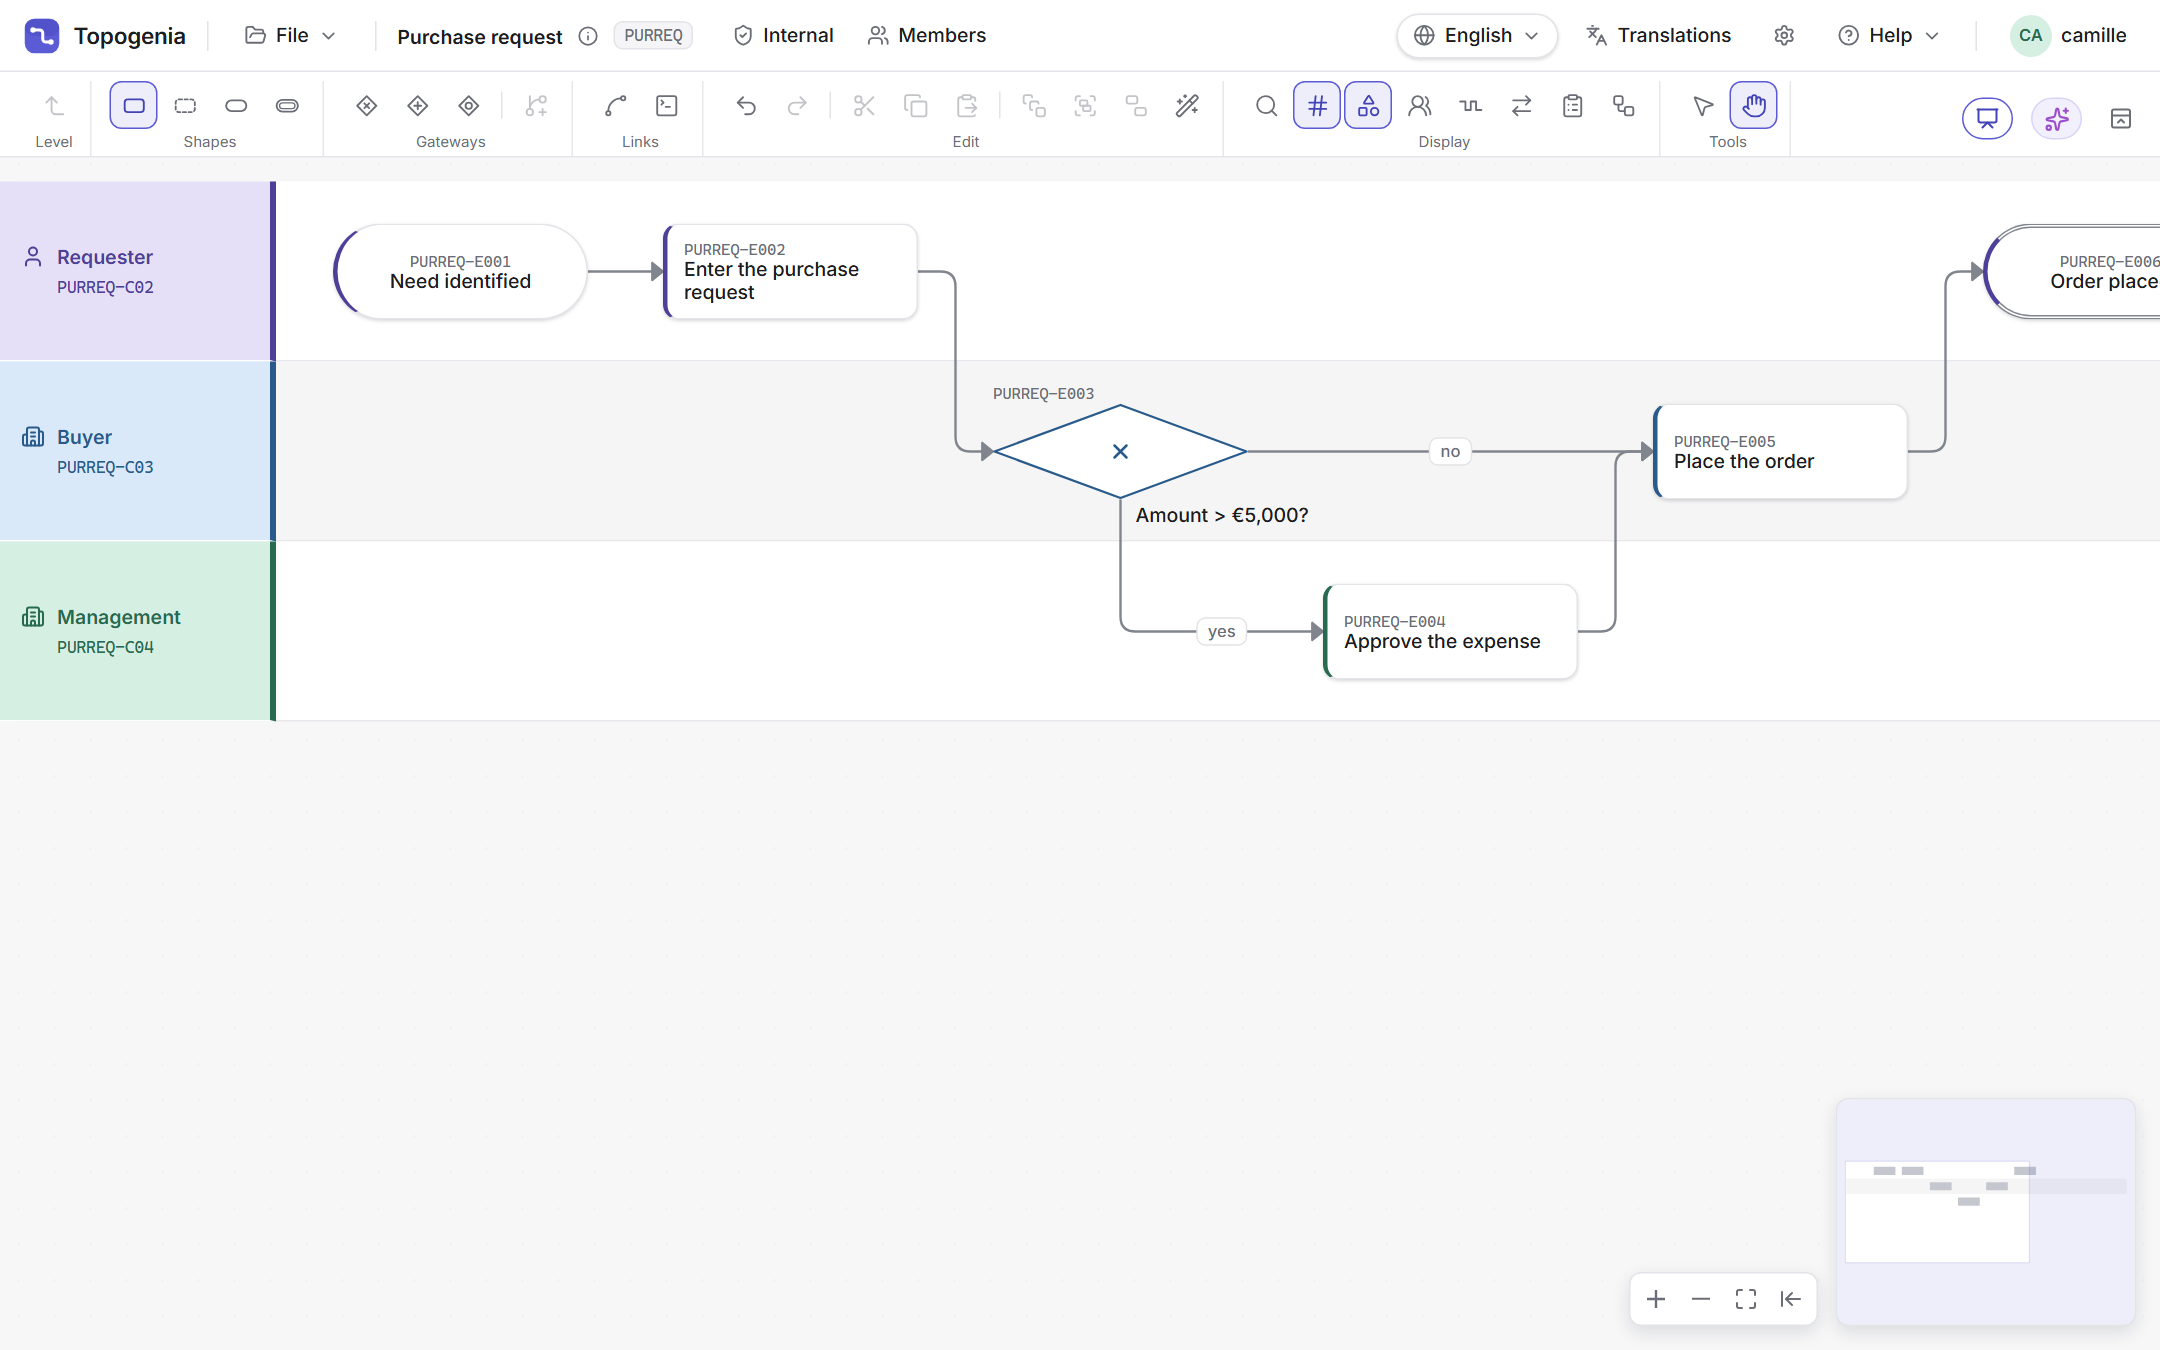 Topogenia
File
Purchase request
PURREQ
Internal
Members
English
Translations
Help
CA
camille
Level
Shapes
Gateways
Links
Edit
Display
Tools
Requester
PURREQ-C02
PURREQ-E001
Need identified
PURREQ-E002
Enter the purchase
request
PURREQ-E006
Order place
Buyer
PURREQ-C03
PURREQ-E003
Amount > €5,000?
no
PURREQ-E005
Place the order
Management
PURREQ-C04
yes
PURREQ-E004
Approve the expense